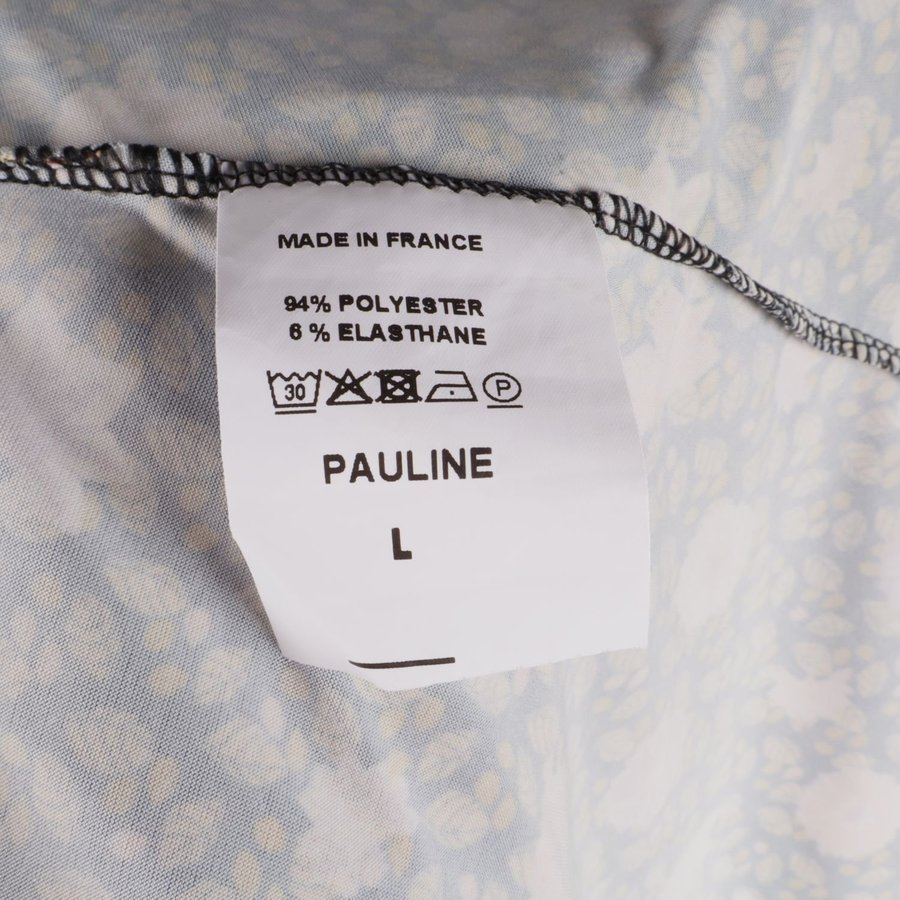 MADE IN FRANCE
94% POLYESTER
6 % ELASTHANE
30 P
PAULINE
L